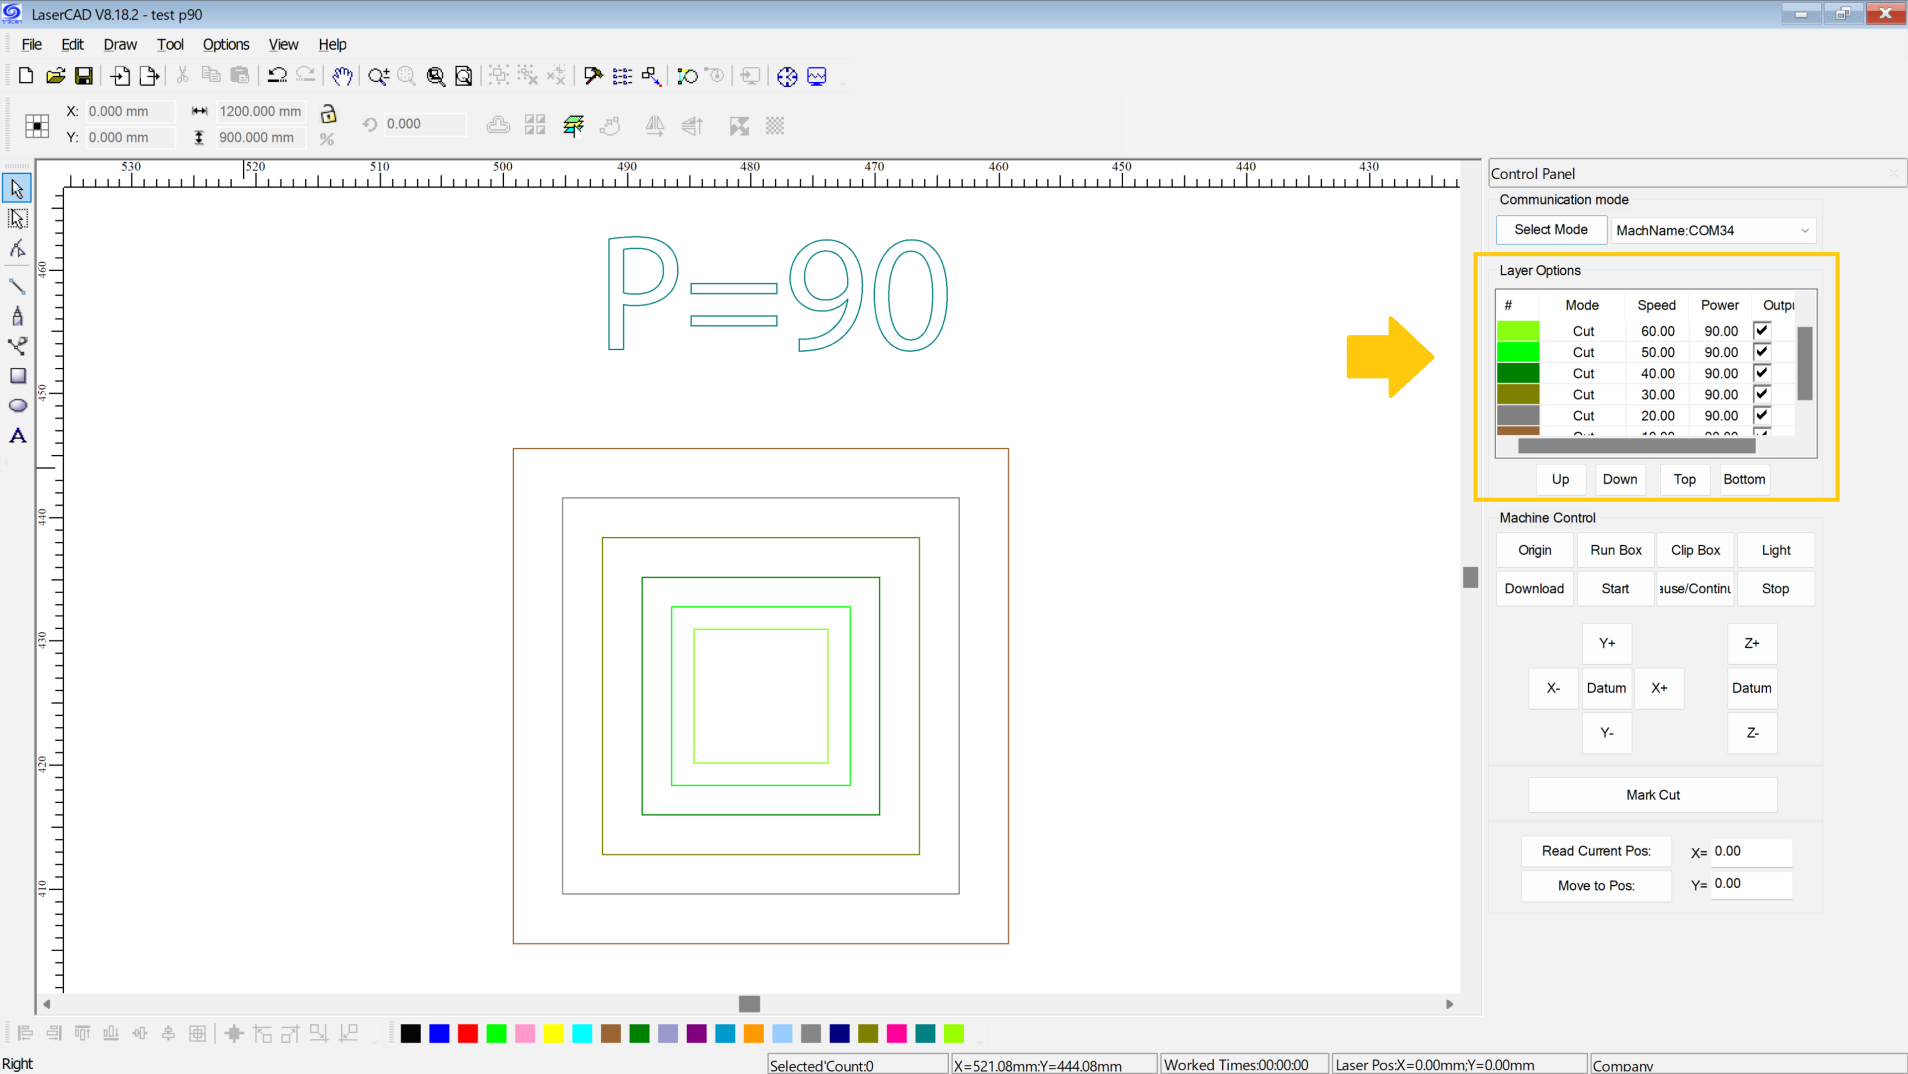 LaserCAD V8.18.2 - test p90
File Edit Draw Tool Options View Help
X: 0.000 mm 1200.000 mm
Y: 0.000 mm 900.000 mm % 0.000
530 520 510 500 490 480 470 460 450 440 430
460
450
440
430
420
410
P=90
Control Panel
Communication mode
Select Mode MachName:COM34
Layer Options
# Mode Speed Power Outpu
Cut 60.00 90.00
Cut 50.00 90.00
Cut 40.00 90.00
Cut 30.00 90.00
Cut 20.00 90.00
Up Down Top Bottom
Machine Control
Origin Run Box Clip Box Light
Download Start ause/Continu Stop
Y+ Z+
X- Datum X+ Datum
Y- Z-
Mark Cut
Read Current Pos: X= 0.00
Move to Pos: Y= 0.00
Right Selected'Count:0 X=521.08mm;Y=444.08mm Worked Times:00:00:00 Laser Pos:X=0.00mm;Y=0.00mm Company